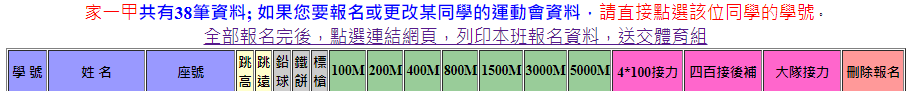 家一甲共有38筆資料; 如果您要報名或更改某同學的運動會資料，請直接點選該位同學的學號。
全部報名完後，點選連結網頁，列印本班報名資料，送交體育組
學 號 姓 名 座號 跳高 跳遠 鉛球 鐵餅 標槍 100M 200M 400M 800M 1500M 3000M 5000M 4*100接力 四百接後補 大隊接力 刪除報名